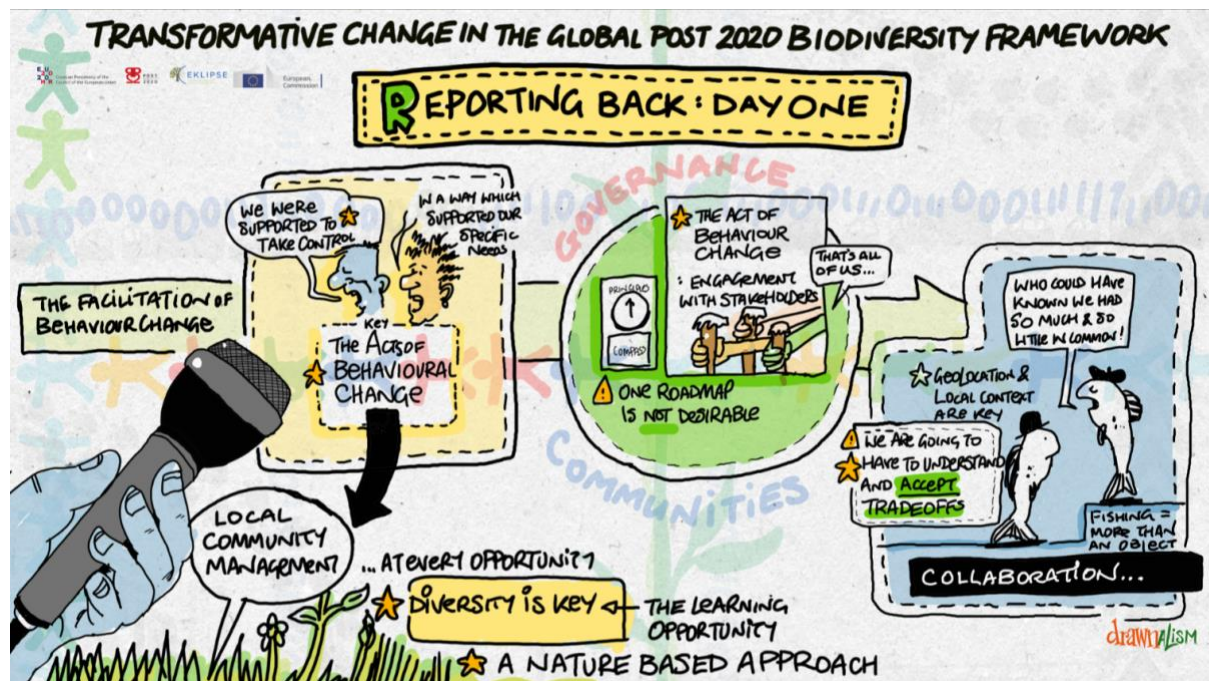 TRANSFORMATIVE CHANGE IN THE GLOBAL POST 2020 BIODIVERSITY FRAMEWORK
EKLIPSE
European
Commission
REPORTING BACK: DAY ONE
GOVERNANCE
WE WERE
SUPPORTED TO
TAKE CONTROL
IN A WAY WHICH
SUPPORTED OUR
SPECIFIC
NEEDS
THE FACILITATION OF
BEHAVIOUR CHANGE
KEY
THE ACTS OF
BEHAVIOURAL
CHANGE
THE ACT OF
BEHAVIOUR
CHANGE
: ENGAGEMENT
WITH STAKEHOLDERS
THAT'S ALL
OF US...
PRINCIPLES
COMPASS
ONE ROADMAP
IS NOT DESIRABLE
COMMUNITIES
WHO COULD HAVE
KNOWN WE HAD
SO MUCH & SO
LITTLE IN COMMON!
GEOLOCATION &
LOCAL CONTEXT
ARE KEY
WE ARE GOING TO
HAVE TO UNDERSTAND
AND ACCEPT
TRADEOFFS
FISHING =
MORE THAN
AN OBJECT
COLLABORATION...
LOCAL
COMMUNITY
MANAGEMENT
...AT EVERY OPPORTUNITY
DIVERSITY IS KEY
THE LEARNING
OPPORTUNITY
A NATURE BASED APPROACH
drawnalism